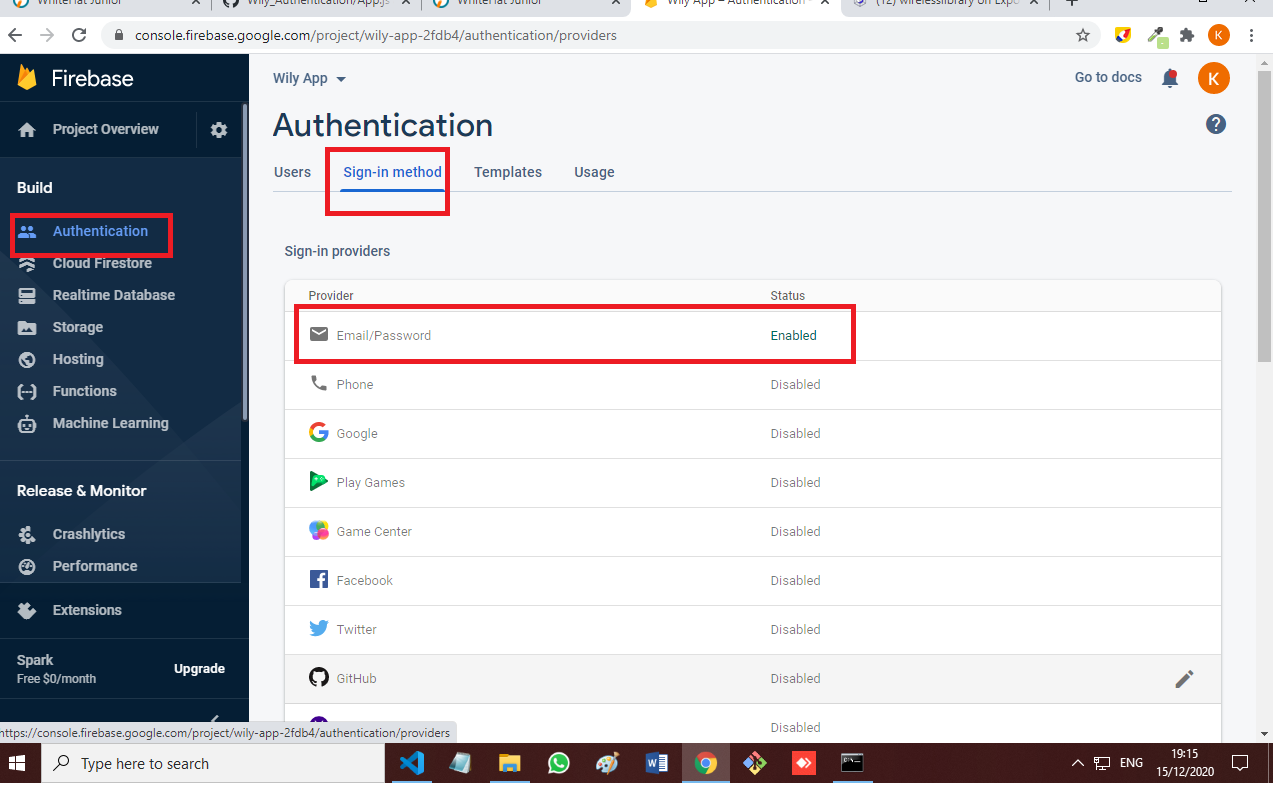 WhiteHat Junior
Wily_Authentication/App.js
WhiteHat Junior
Wily App – Authentication -
(12) wirelesslibrary on Expo
console.firebase.google.com/project/wily-app-2fdb4/authentication/providers
K
Firebase
Wily App
Go to docs
K
Project Overview
Authentication
Users
Sign-in method
Templates
Usage
Build
Authentication
Cloud Firestore
Realtime Database
Storage
Hosting
Functions
Machine Learning
Release & Monitor
Crashlytics
Performance
Extensions
Spark
Free $0/month
Upgrade
Sign-in providers
Provider Status
Email/Password Enabled
Phone Disabled
Google Disabled
Play Games Disabled
Game Center Disabled
Facebook Disabled
Twitter Disabled
GitHub Disabled
Disabled
https://console.firebase.google.com/project/wily-app-2fdb4/authentication/providers
Type here to search
ENG
19:15
15/12/2020